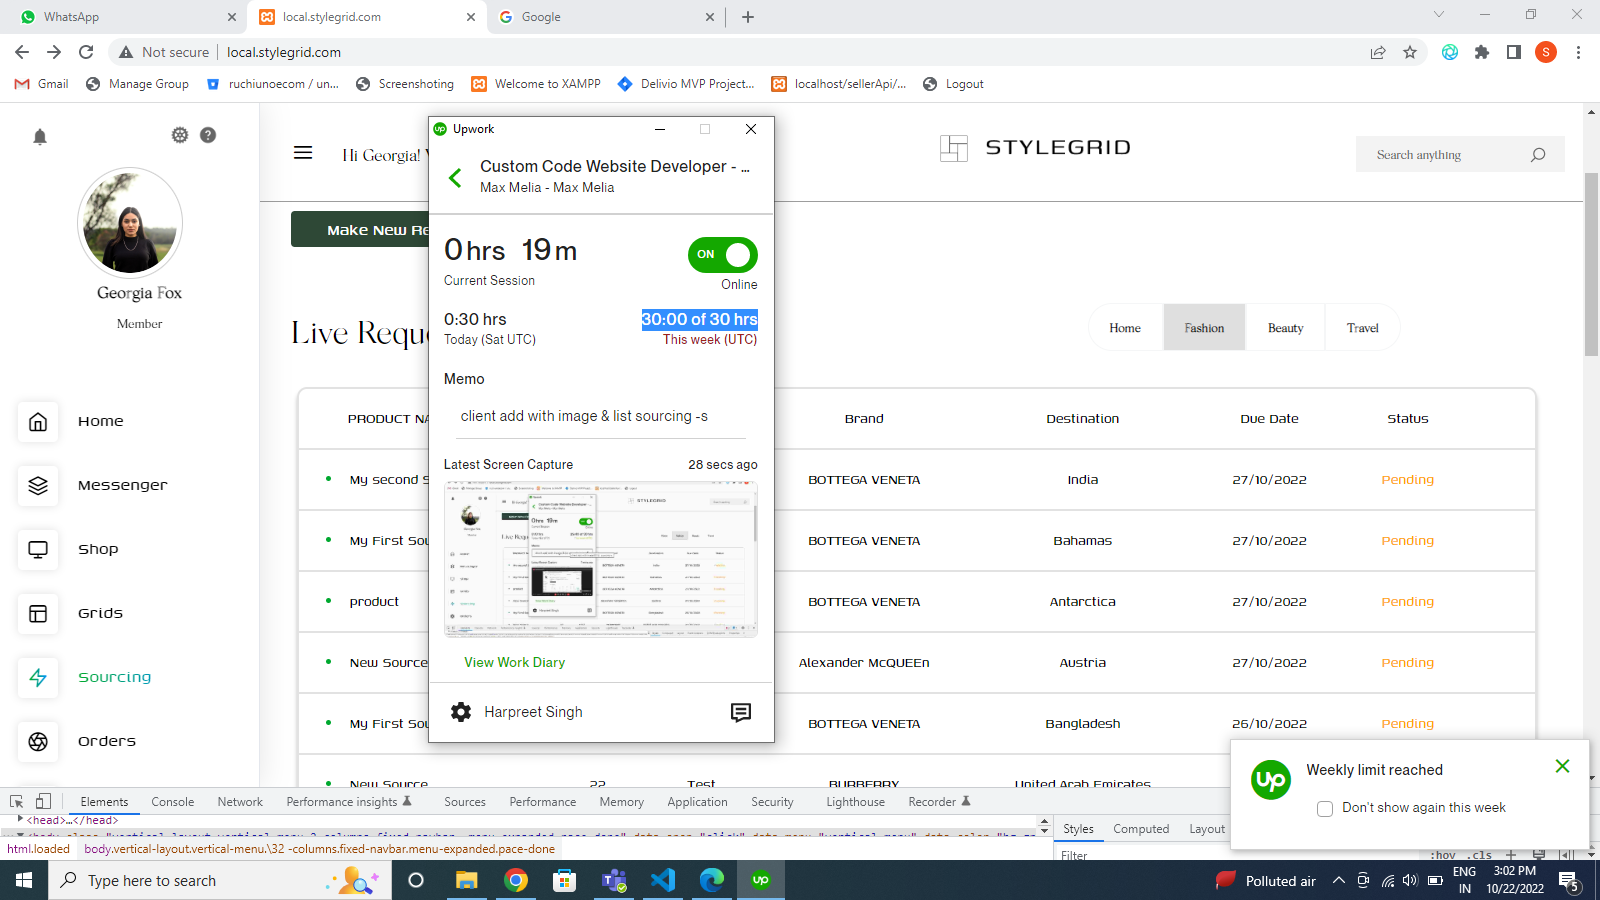 WhatsApp
local.stylegrid.com
Google
Not secure
local.stylegrid.com
Gmail
Manage Group
ruchiunoecom / un...
Screenshoting
Welcome to XAMPP
Delivio MVP Project...
localhost/sellerApi/...
Logout
S
Georgia Fox
Member
Home
Messenger
Shop
Grids
Sourcing
Orders
Hi Georgia!
STYLEGRID
Search anything
Make New Re
Live Reque
Home
Fashion
Beauty
Travel
PRODUCT NA
Brand
Destination
Due Date
Status
My second S
BOTTEGA VENETA
India
27/10/2022
Pending
My First Sou
BOTTEGA VENETA
Bahamas
27/10/2022
Pending
product
BOTTEGA VENETA
Antarctica
27/10/2022
Pending
New Source
Alexander McQUEEn
Austria
27/10/2022
Pending
My First Sou
BOTTEGA VENETA
Bangladesh
26/10/2022
Pending
New Source
22
Test
BURBERRY
United Arab Emirates
up
Upwork
Custom Code Website Developer - ...
Max Melia - Max Melia
0 hrs 19 m
ON
Current Session
Online
0:30 hrs
30:00 of 30 hrs
Today (Sat UTC)
This week (UTC)
Memo
client add with image & list sourcing -s
Latest Screen Capture
28 secs ago
View Work Diary
Harpreet Singh
up
Weekly limit reached
Don't show again this week
Elements
Console
Network
Performance insights
Sources
Performance
Memory
Application
Security
Lighthouse
Recorder
<head>…</head>
Styles
Computed
Layout
html.loaded
body.vertical-layout.vertical-menu.\32 -columns.fixed-navbar.menu-expanded.pace-done
Filter
:hov
.cls
Type here to search
up
Polluted air
ENG
IN
3:02 PM
10/22/2022
5